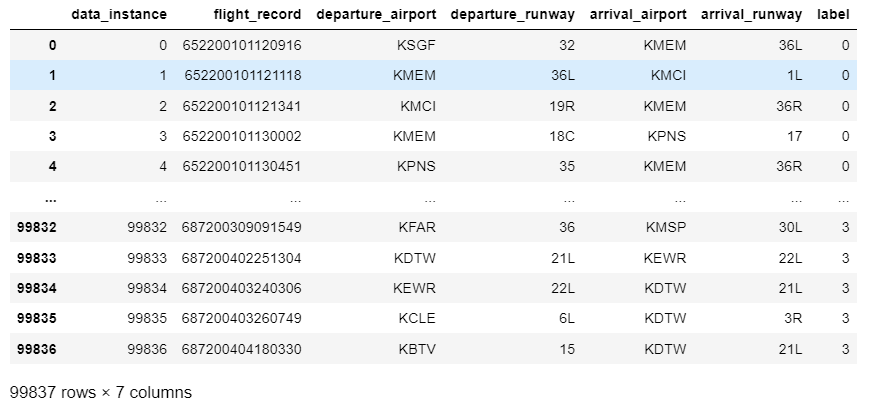 data_instance flight_record departure_airport departure_runway arrival_airport arrival_runway label
0 0 652200101120916 KSGF 32 KMEM 36L 0
1 1 652200101121118 KMEM 36L KMCI 1L 0
2 2 652200101121341 KMCI 19R KMEM 36R 0
3 3 652200101130002 KMEM 18C KPNS 17 0
4 4 652200101130451 KPNS 35 KMEM 36R 0
... ... ... ... ... ... ... ...
99832 99832 687200309091549 KFAR 36 KMSP 30L 3
99833 99833 687200402251304 KDTW 21L KEWR 22L 3
99834 99834 687200403240306 KEWR 22L KDTW 21L 3
99835 99835 687200403260749 KCLE 6L KDTW 3R 3
99836 99836 687200404180330 KBTV 15 KDTW 21L 3
99837 rows × 7 columns